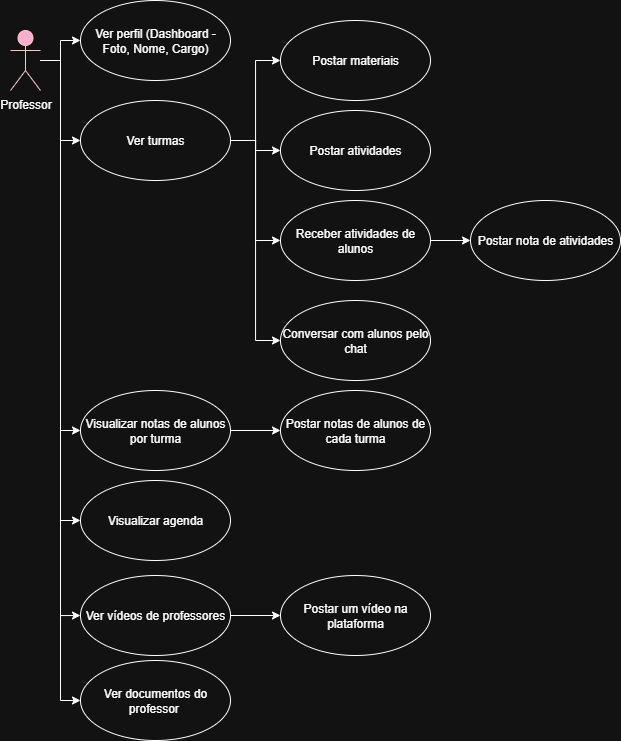 Professor
Ver perfil (Dashboard -
Foto, Nome, Cargo)
Ver turmas
Postar materiais
Postar atividades
Receber atividades de
alunos
Postar nota de atividades
Conversar com alunos pelo
chat
Visualizar notas de alunos
por turma
Postar notas de alunos de
cada turma
Visualizar agenda
Ver vídeos de professores
Postar um vídeo na
plataforma
Ver documentos do
professor